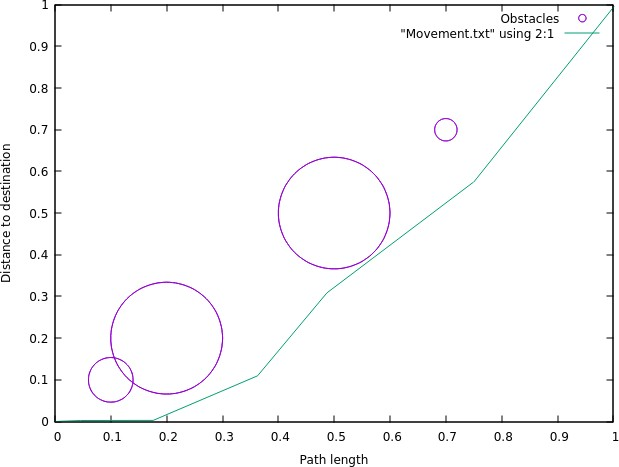 Obstacles
"Movement.txt" using 2:1
1
0.9
0.8
0.7
0.6
0.5
0.4
0.3
0.2
0.1
0
Distance to destination
0 0.1 0.2 0.3 0.4 0.5 0.6 0.7 0.8 0.9 1
Path length